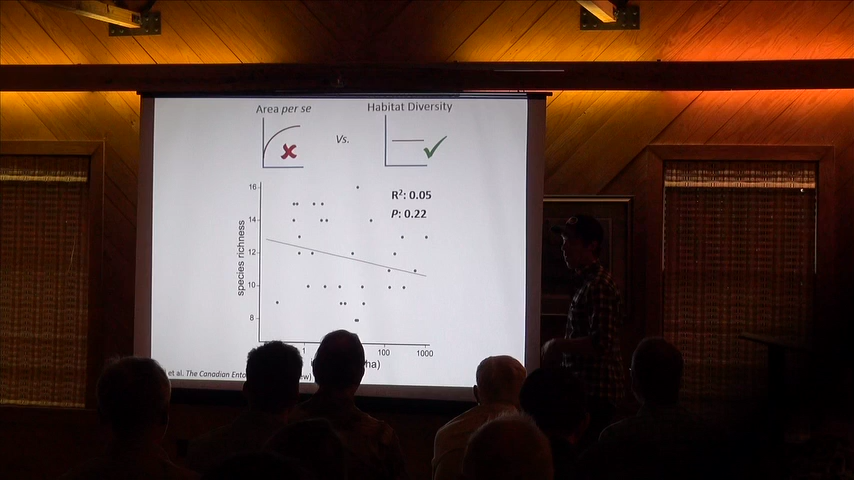 Area per se
Habitat Diversity
Vs.
R²: 0.05
P: 0.22
species richness
16
14
12
10
8
1
100
1000
ha)
et al. The Canadian Ento
ew)